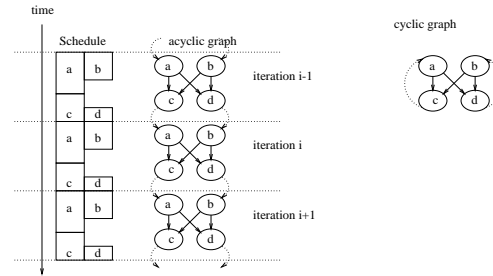 time
cyclic graph
Schedule
acyclic graph
a b
a b
a b
iteration i-1
c d
c d
c d
a b
a b
iteration i
c d
c d
a b
a b
iteration i+1
c d
c d